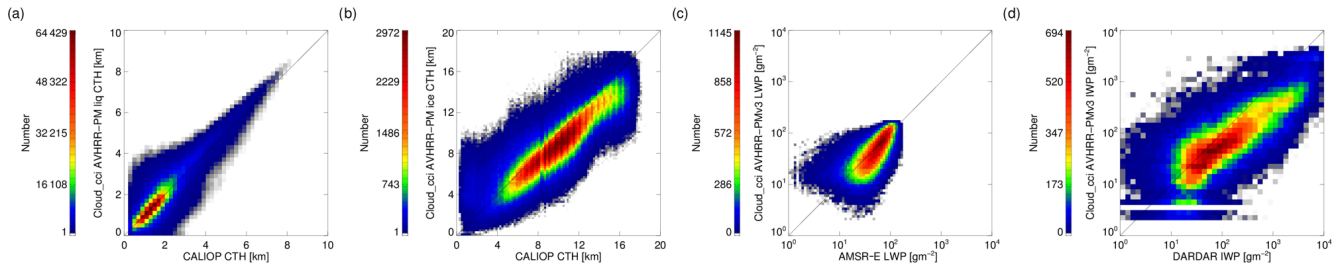 (a)
64 429
48 322
32 215
16 108
1
Number
Cloud_cci AVHRR−PM liq CTH [km]
10
8
6
4
2
0
0 2 4 6 8 10
CALIOP CTH [km]
(b)
2972
2229
1486
743
1
Number
Cloud_cci AVHRR−PM ice CTH [km]
20
16
12
8
4
0
0 4 8 12 16 20
CALIOP CTH [km]
(c)
1145
859
572
286
1
Number
Cloud_cci AVHRR−PMv3 LWP [gm⁻²]
10⁴
10³
10²
10¹
10⁰
10⁰ 10¹ 10² 10³ 10⁴
AMSR−E LWP [gm⁻²]
(d)
694
520
347
173
1
Number
Cloud_cci AVHRR−PMv3 IWP [gm⁻²]
10⁴
10³
10²
10¹
10⁰
10⁰ 10¹ 10² 10³ 10⁴
DARDAR IWP [gm⁻²]